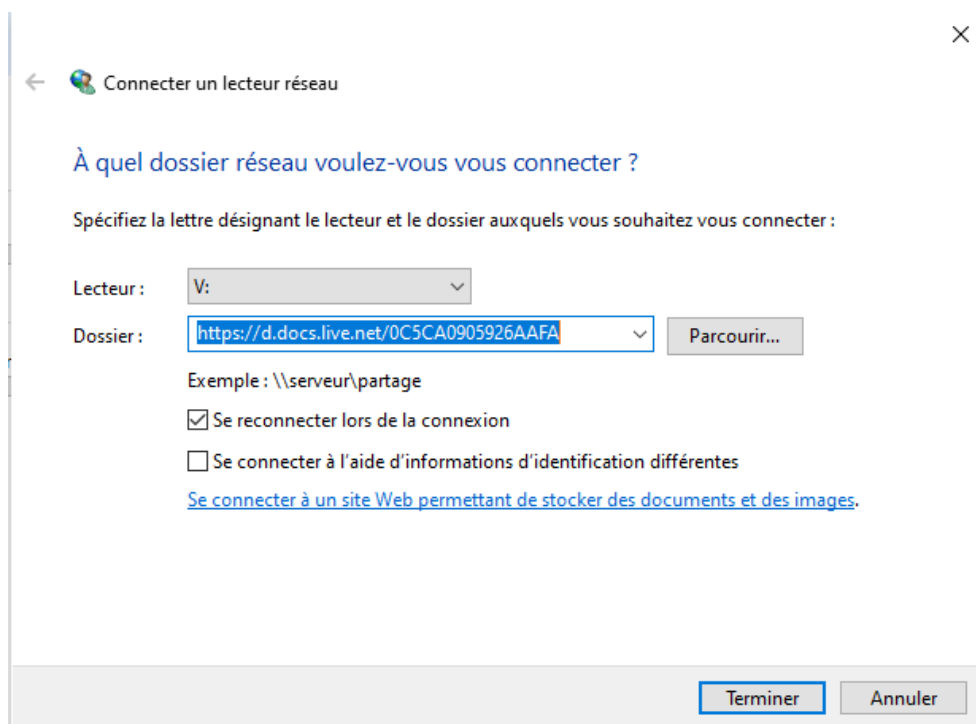 Connecter un lecteur réseau
À quel dossier réseau voulez-vous vous connecter ?
Spécifiez la lettre désignant le lecteur et le dossier auxquels vous souhaitez vous connecter :
Lecteur : V:
Dossier : https://d.docs.live.net/0C5CA0905926AAFA Parcourir...
Exemple : \\serveur\partage
Se reconnecter lors de la connexion
Se connecter à l'aide d'informations d'identification différentes
Se connecter à un site Web permettant de stocker des documents et des images.
Terminer Annuler